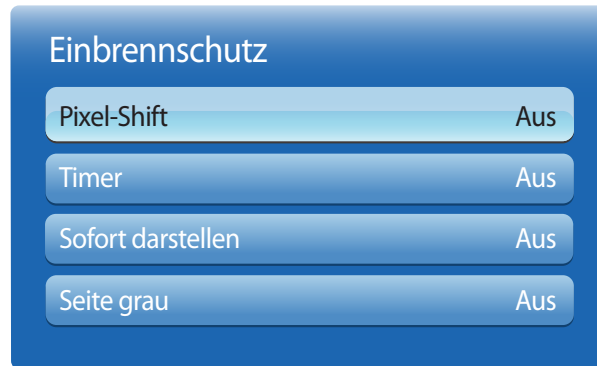 Einbrennschutz
Pixel-Shift Aus
Timer Aus
Sofort darstellen Aus
Seite grau Aus